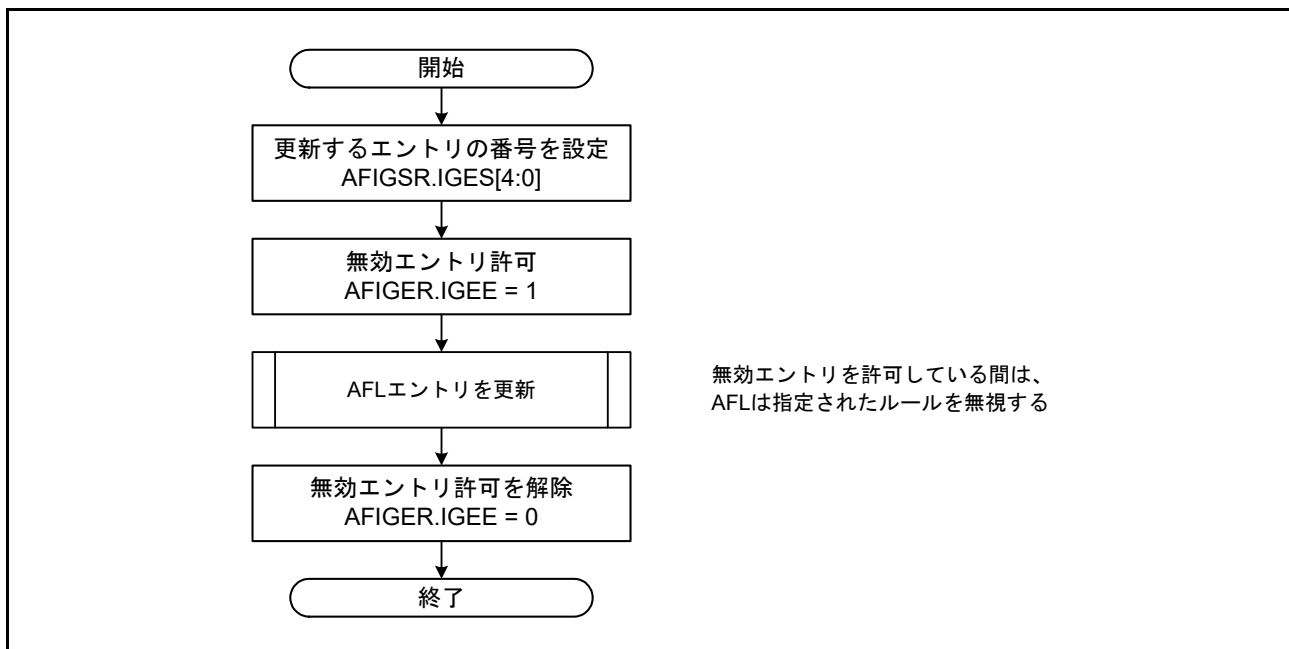 開始
更新するエントリの番号を設定
AFIGSR.IGES[4:0]
無効エントリ許可
AFIGER.IGEE = 1
AFLエントリを更新
無効エントリを許可している間は、
AFLは指定されたルールを無視する
無効エントリ許可を解除
AFIGER.IGEE = 0
終了